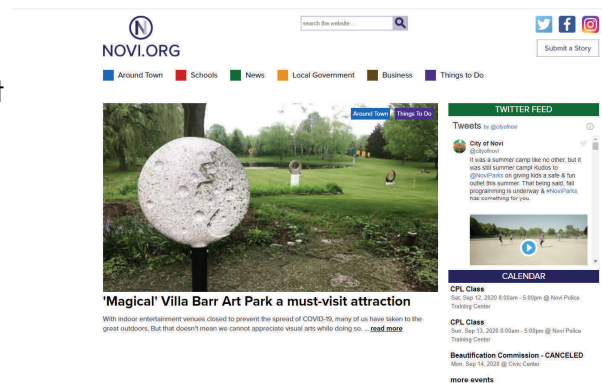 t
N
NOVI.ORG
search the website ...
Submit a Story
Around Town
Schools
News
Local Government
Business
Things to Do
Around Town
Things To Do
'Magical' Villa Barr Art Park a must-visit attraction
With indoor entertainment venues closed to prevent the spread of COVID-19, many of us have taken to the
great outdoors. But that doesn't mean we cannot appreciate visual arts while doing so. ... read more
TWITTER FEED
Tweets by @cityofnovi
City of Novi
@cityofnovi
It was a summer camp like no other, but it
was still summer camp! Kudos to
@NoviParks on giving kids a safe & fun
outlet this summer. That being said, fall
programming is underway & #NoviParks
has something for you.
CALENDAR
CPL Class
Sat, Sep 12, 2020 8:00am - 5:00pm @ Novi Police
Training Center
CPL Class
Sun, Sep 13, 2020 8:00am - 5:00pm @ Novi Police
Training Center
Beautification Commission - CANCELED
Mon, Sep 14, 2020 @ Civic Center
more events